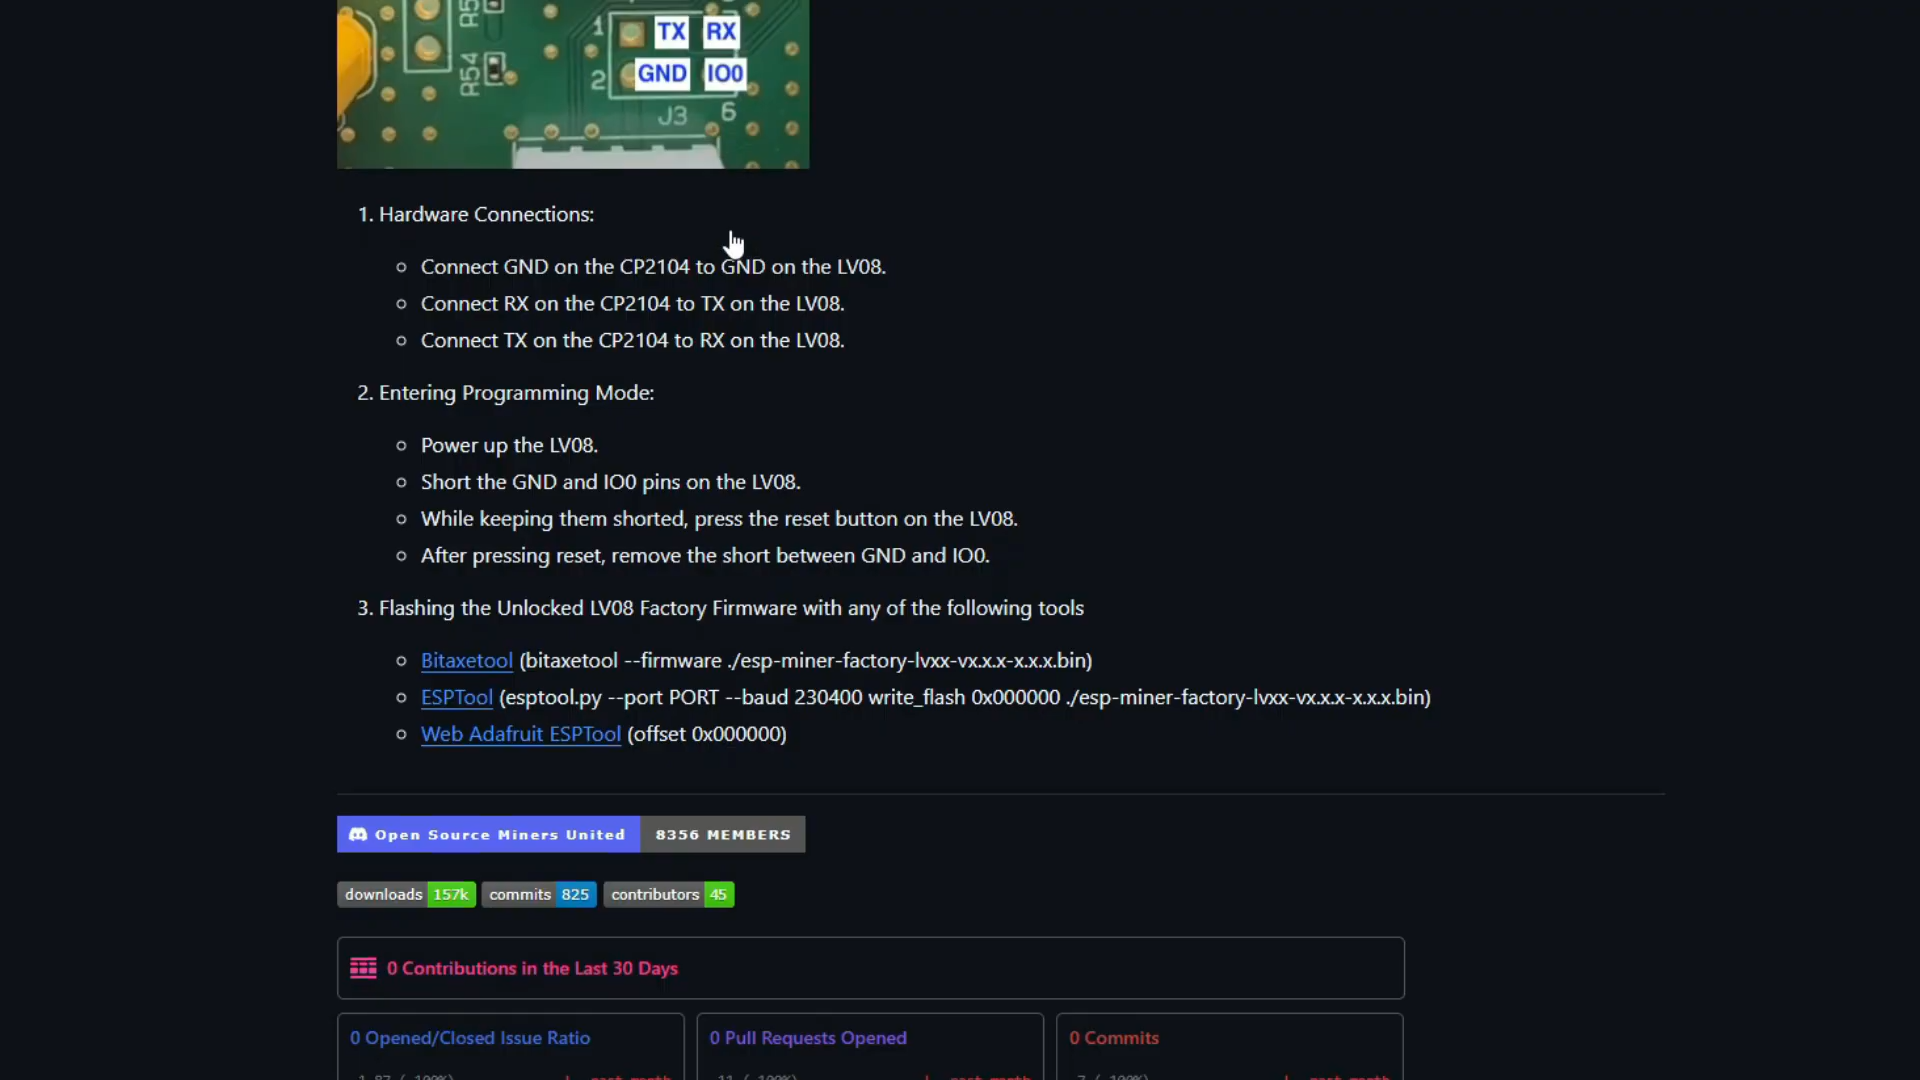 R54
1
TX RX
2
GND IO0
J3 6
1. Hardware Connections:
Connect GND on the CP2104 to GND on the LV08.
Connect RX on the CP2104 to TX on the LV08.
Connect TX on the CP2104 to RX on the LV08.
2. Entering Programming Mode:
Power up the LV08.
Short the GND and IO0 pins on the LV08.
While keeping them shorted, press the reset button on the LV08.
After pressing reset, remove the short between GND and IO0.
3. Flashing the Unlocked LV08 Factory Firmware with any of the following tools
Bitaxetool (bitaxetool --firmware ./esp-miner-factory-lvxx-vx.x.x-x.x.x.bin)
ESPTool (esptool.py --port PORT --baud 230400 write_flash 0x000000 ./esp-miner-factory-lvxx-vx.x.x-x.x.x.bin)
Web Adafruit ESPTool (offset 0x000000)
Open Source Miners United 8356 MEMBERS
downloads 157k commits 825 contributors 45
0 Contributions in the Last 30 Days
0 Opened/Closed Issue Ratio 0 Pull Requests Opened 0 Commits